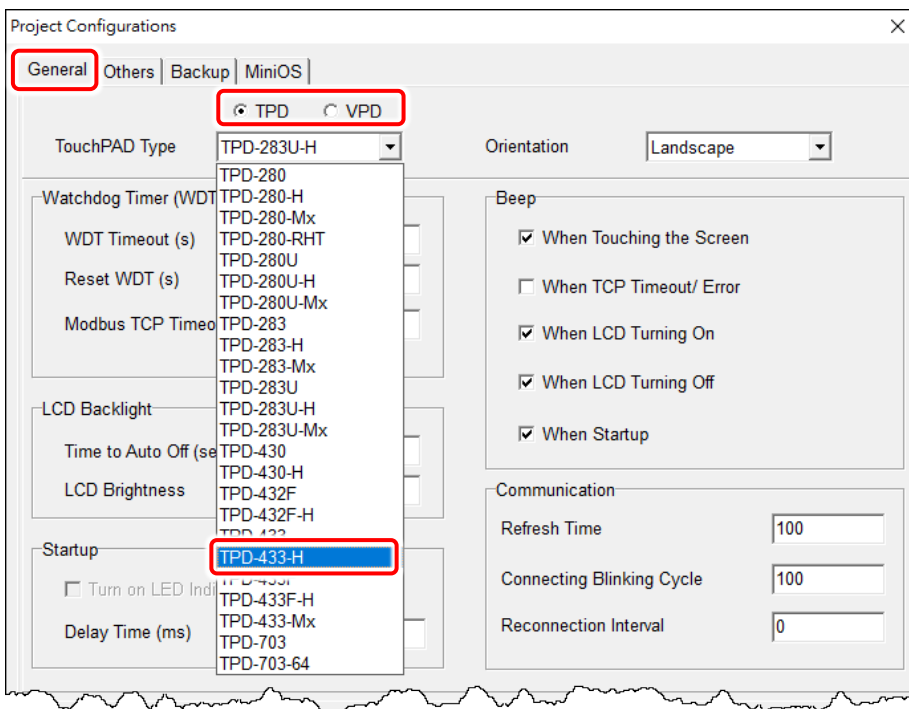 Project Configurations
General Others Backup MiniOS
TPD VPD
TouchPAD Type TPD-283U-H
Orientation Landscape
TPD-280
TPD-280-H
TPD-280-Mx
TPD-280-RHT
TPD-280U
TPD-280U-H
TPD-280U-Mx
TPD-283
TPD-283-H
TPD-283-Mx
TPD-283U
TPD-283U-H
TPD-283U-Mx
TPD-430
TPD-430-H
TPD-432F
TPD-432F-H
TPD-433
TPD-433-H
TPD-433F
TPD-433F-H
TPD-433-Mx
TPD-703
TPD-703-64
Watchdog Timer (WDT
WDT Timeout (s)
Reset WDT (s)
Modbus TCP Timeo
LCD Backlight
Time to Auto Off (se
LCD Brightness
Startup
Turn on LED Indi
Delay Time (ms)
Beep
When Touching the Screen
When TCP Timeout/ Error
When LCD Turning On
When LCD Turning Off
When Startup
Communication
Refresh Time 100
Connecting Blinking Cycle 100
Reconnection Interval 0